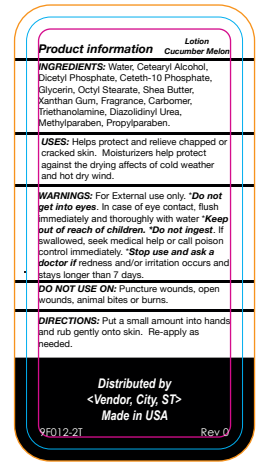 Lotion
Product information Cucumber Melon
INGREDIENTS: Water, Cetearyl Alcohol,
Dicetyl Phosphate, Ceteth-10 Phosphate,
Glycerin, Octyl Stearate, Shea Butter,
Xanthan Gum, Fragrance, Carbomer,
Triethanolamine, Diazolidinyl Urea,
Methylparaben, Propylparaben.
USES: Helps protect and relieve chapped or
cracked skin. Moisturizers help protect
against the drying affects of cold weather
and hot dry wind.
WARNINGS: For External use only. *Do not
get into eyes. In case of eye contact, flush
immediately and thoroughly with water *Keep
out of reach of children. *Do not ingest. If
swallowed, seek medical help or call poison
control immediately. *Stop use and ask a
doctor if redness and/or irritation occurs and
stays longer than 7 days.
DO NOT USE ON: Puncture wounds, open
wounds, animal bites or burns.
DIRECTIONS: Put a small amount into hands
and rub gently onto skin. Re-apply as
needed.
Distributed by
<Vendor, City, ST>
Made in USA
9F012-2T Rev 0